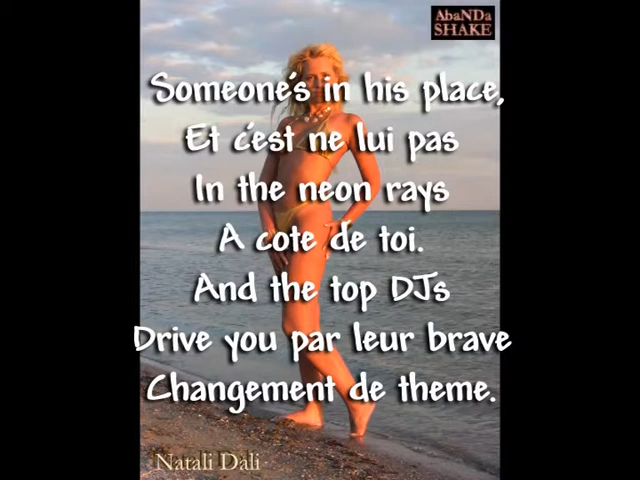 AbaNDa
SHAKE
Someone's in his place,
Et c'est ne lui pas
In the neon rays
A cote de toi.
And the top DJs
Drive you par leur brave
Changement de theme.
Natali Dali